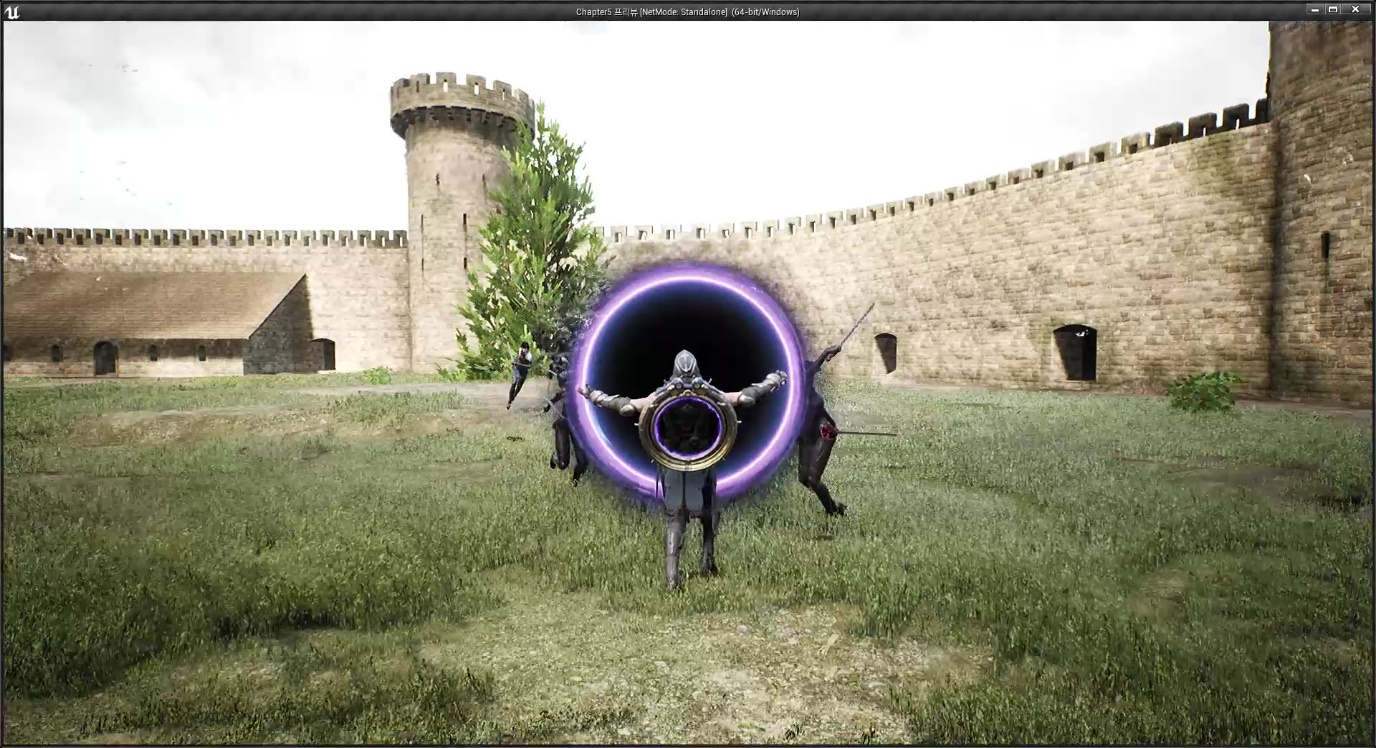 Chapter5 프리뷰 [NetMode: Standalone] (64-bit/Windows)